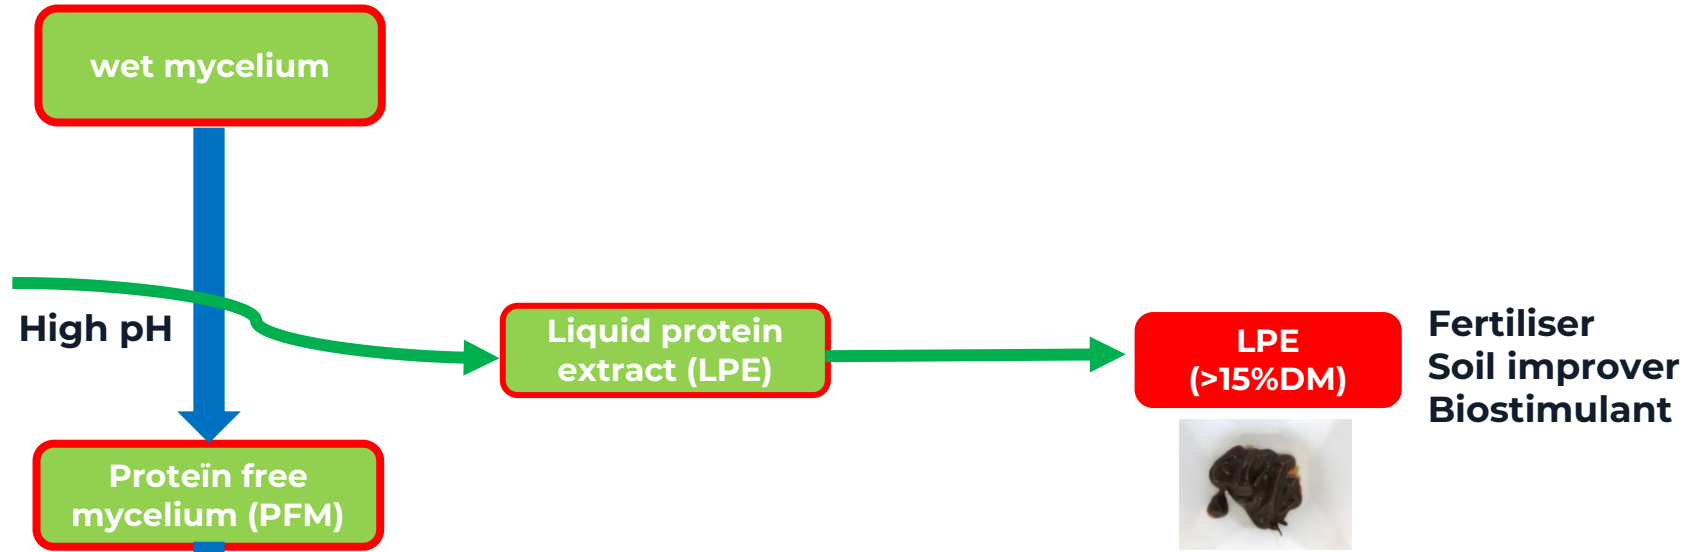 wet mycelium
High pH
Liquid protein
extract (LPE)
LPE
(>15%DM)
Fertiliser
Soil improver
Biostimulant
Proteïn free
mycelium (PFM)